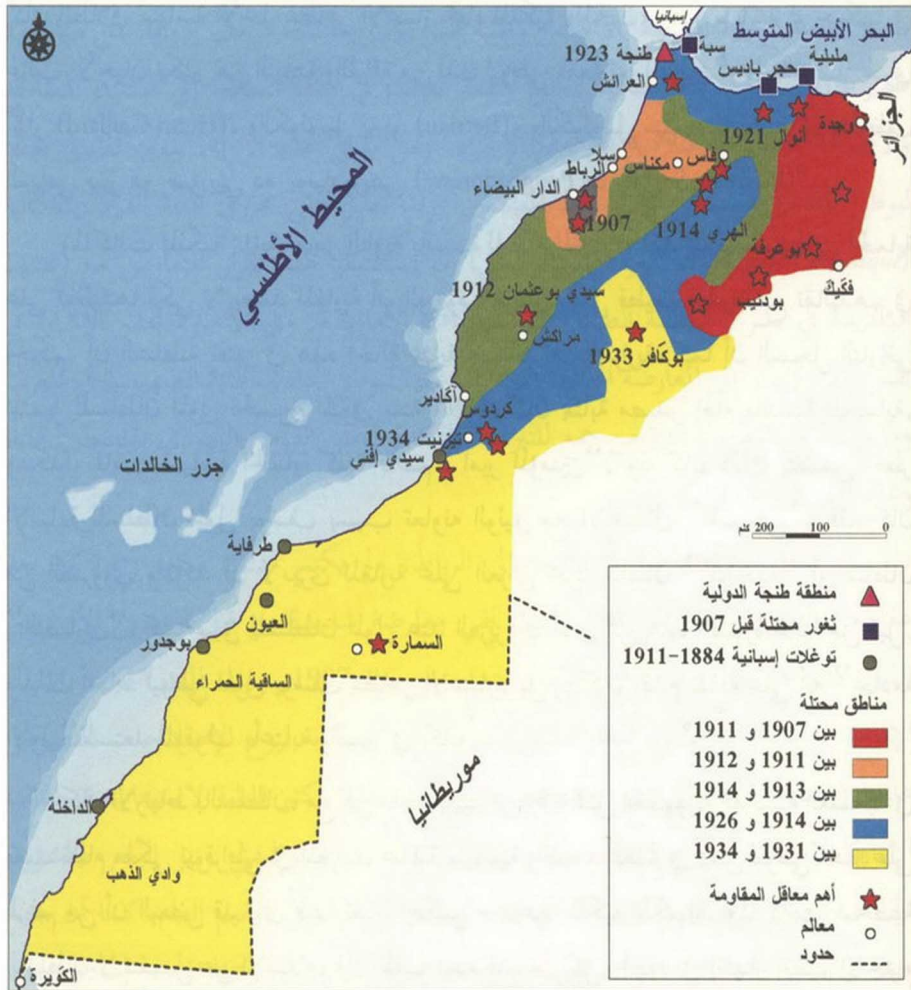 إسبانيا
البحر الأبيض المتوسط
سبتة
مليلية
حجر باديس
طنجة 1923
العرائش
أنوال
1921
وجدة
الجزائر
سلا
الرباط
مكناس
فاس
الدار البيضاء
1907
الهري 1914
بوعرفة
فكيك
بودنيب
المحيط الأطلسي
سيدي بوعثمان 1912
مراكش
بوكافر 1933
أكادير
كردوس
تيزنيت 1934
سيدي إفني
جزر الخالدات
طرفاية
العيون
السمارة
بوجدور
الساقية الحمراء
موريطانيا
الداخلة
وادي الذهب
الكويرة
200 100 0 كلم
منطقة طنجة الدولية
ثغور محتلة قبل 1907
توغلات إسبانية 1884-1911
مناطق محتلة
بين 1907 و 1911
بين 1911 و 1912
بين 1913 و 1914
بين 1914 و 1926
بين 1931 و 1934
أهم معاقل المقاومة
معالم
حدود